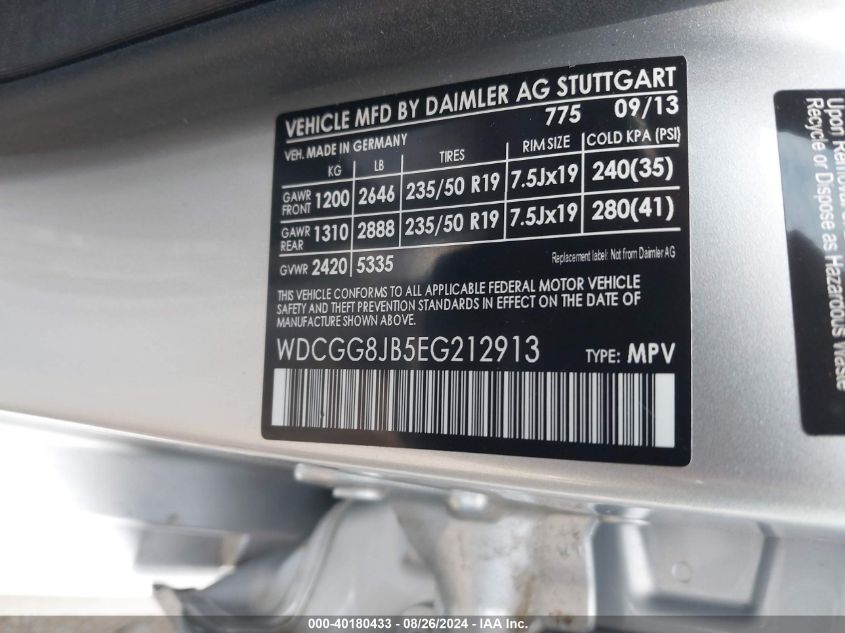 VEHICLE MFD BY DAIMLER AG STUTTGART
775 09/13
VEH. MADE IN GERMANY
KG LB TIRES RIM SIZE COLD KPA (PSI)
GAWR FRONT 1200 2646 235/50 R19 7.5Jx19 240(35)
GAWR REAR 1310 2888 235/50 R19 7.5Jx19 280(41)
GVWR 2420 5335
Replacement label: Not from Daimler AG
THIS VEHICLE CONFORMS TO ALL APPLICABLE FEDERAL MOTOR VEHICLE
SAFETY AND THEFT PREVENTION STANDARDS IN EFFECT ON THE DATE OF
MANUFACTURE.
WDCGG8JB5EG212913 TYPE: MPV
Upon Removal
Recycle or Dispose as Hazardous Waste
000-40180433 - 08/26/2024 - IAA, Inc.